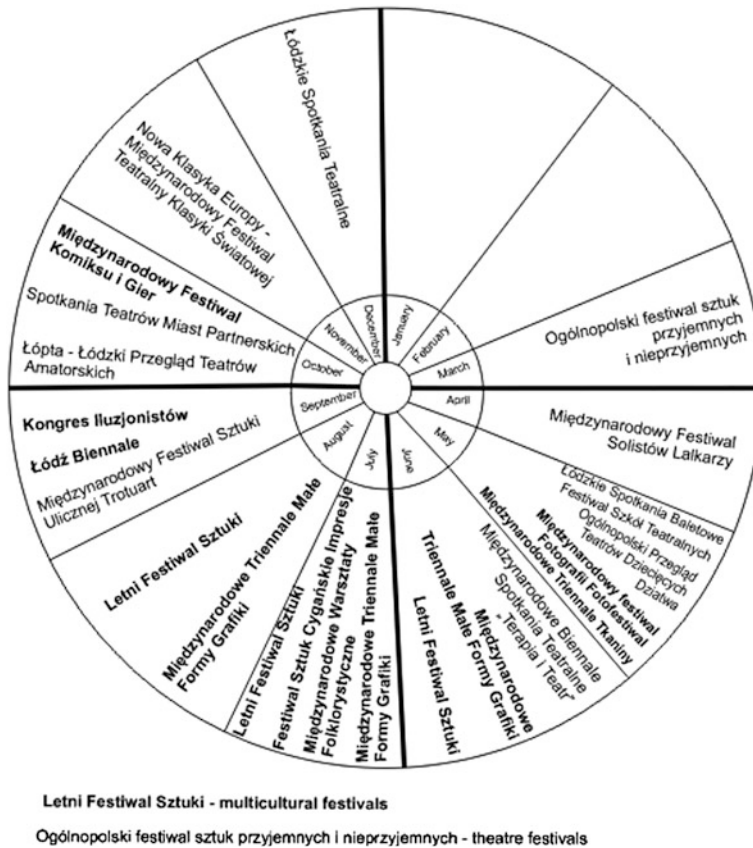 Łódzkie Spotkania Teatralne
Nowa Klasyka Europy -
Międzynarodowy Festiwal
Teatralny Klasyki Światowej
Międzynarodowy Festiwal
Komiksu i Gier
Spotkania Teatrów Miast Partnerskich
Łópta - Łódzki Przegląd Teatrów
Amatorskich
Kongres Iluzjonistów
Łódź Biennale
Międzynarodowy Festiwal Sztuki
Ulicznej Trotuart
Letni Festiwal Sztuki
Międzynarodowe Triennale Małe
Formy Grafiki
Letni Festiwal Sztuki
Festiwal Sztuk Cygańskie Impresje
Międzynarodowe Warsztaty
Folklorystyczne
Międzynarodowe Triennale Małe
Formy Grafiki
Letni Festiwal Sztuki
Międzynarodowe
Triennale Małe Formy Grafiki
Międzynarodowe Biennale
Spotkania Teatralne
„Terapia i Teatr"
Międzynarodowe Triennale Tkaniny
Międzynarodowy festiwal
Fotografii Fotofestiwal
Łódzkie Spotkania Baletowe
Festiwal Szkół Teatralnych
Ogólnopolski Przegląd
Teatrów Dziecięcych
Dziatwa
Międzynarodowy Festiwal
Solistów Lalkarzy
Ogólnopolski festiwal sztuk
przyjemnych
i nieprzyjemnych
January
February
March
April
May
June
July
August
September
October
November
December
Letni Festiwal Sztuki - multicultural festivals
Ogólnopolski festiwal sztuk przyjemnych i nieprzyjemnych - theatre festivals